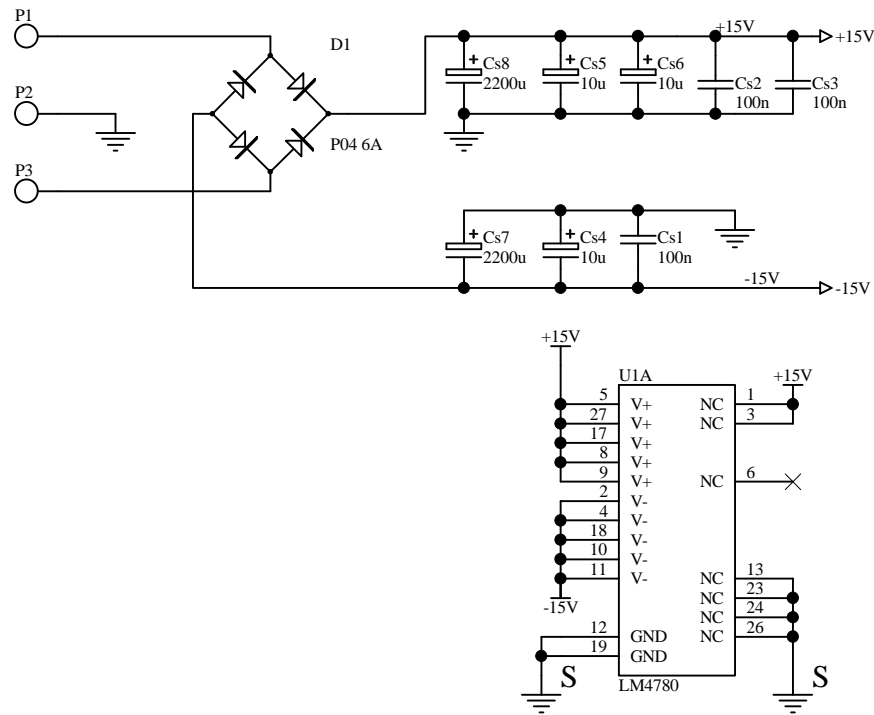 P1
D1
+15V
+15V
Cs8
2200u
Cs5
10u
Cs6
10u
Cs2
100n
Cs3
100n
P2
P04 6A
P3
Cs7
2200u
Cs4
10u
Cs1
100n
-15V
-15V
+15V
U1A
+15V
5 V+ NC 1
27 V+ NC 3
17 V+
8 V+
9 V+ NC 6
2 V-
4 V-
18 V-
10 V-
11 V- NC 13
NC 23
-15V
NC 24
12 GND NC 26
19 GND
S
S
LM4780